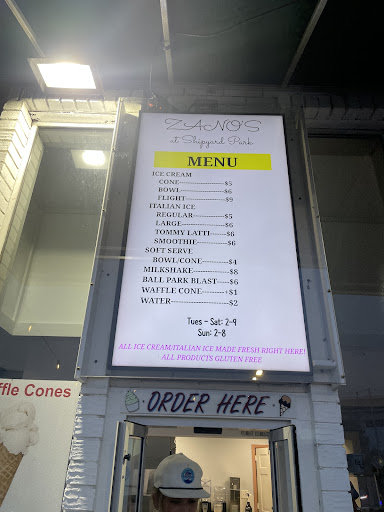 ZANO'S
at Shipyard Park
MENU
ICE CREAM
CONE--------------------$5
BOWL-------------------$6
FLIGHT-----------------$9
ITALIAN ICE
REGULAR--------------$5
LARGE------------------$6
TOMMY LATTI-------$6
SMOOTHIE------------$6
SOFT SERVE
BOWL/CONE----------$4
MILKSHAKE-------------$8
BALL PARK BLAST-----$6
WAFFLE CONE---------+$1
WATER--------------------$2
Tues - Sat: 2-9
Sun: 2-8
ALL ICE CREAM/ITALIAN ICE MADE FRESH RIGHT HERE!
ALL PRODUCTS GLUTEN FREE
ffle Cones
ORDER HERE